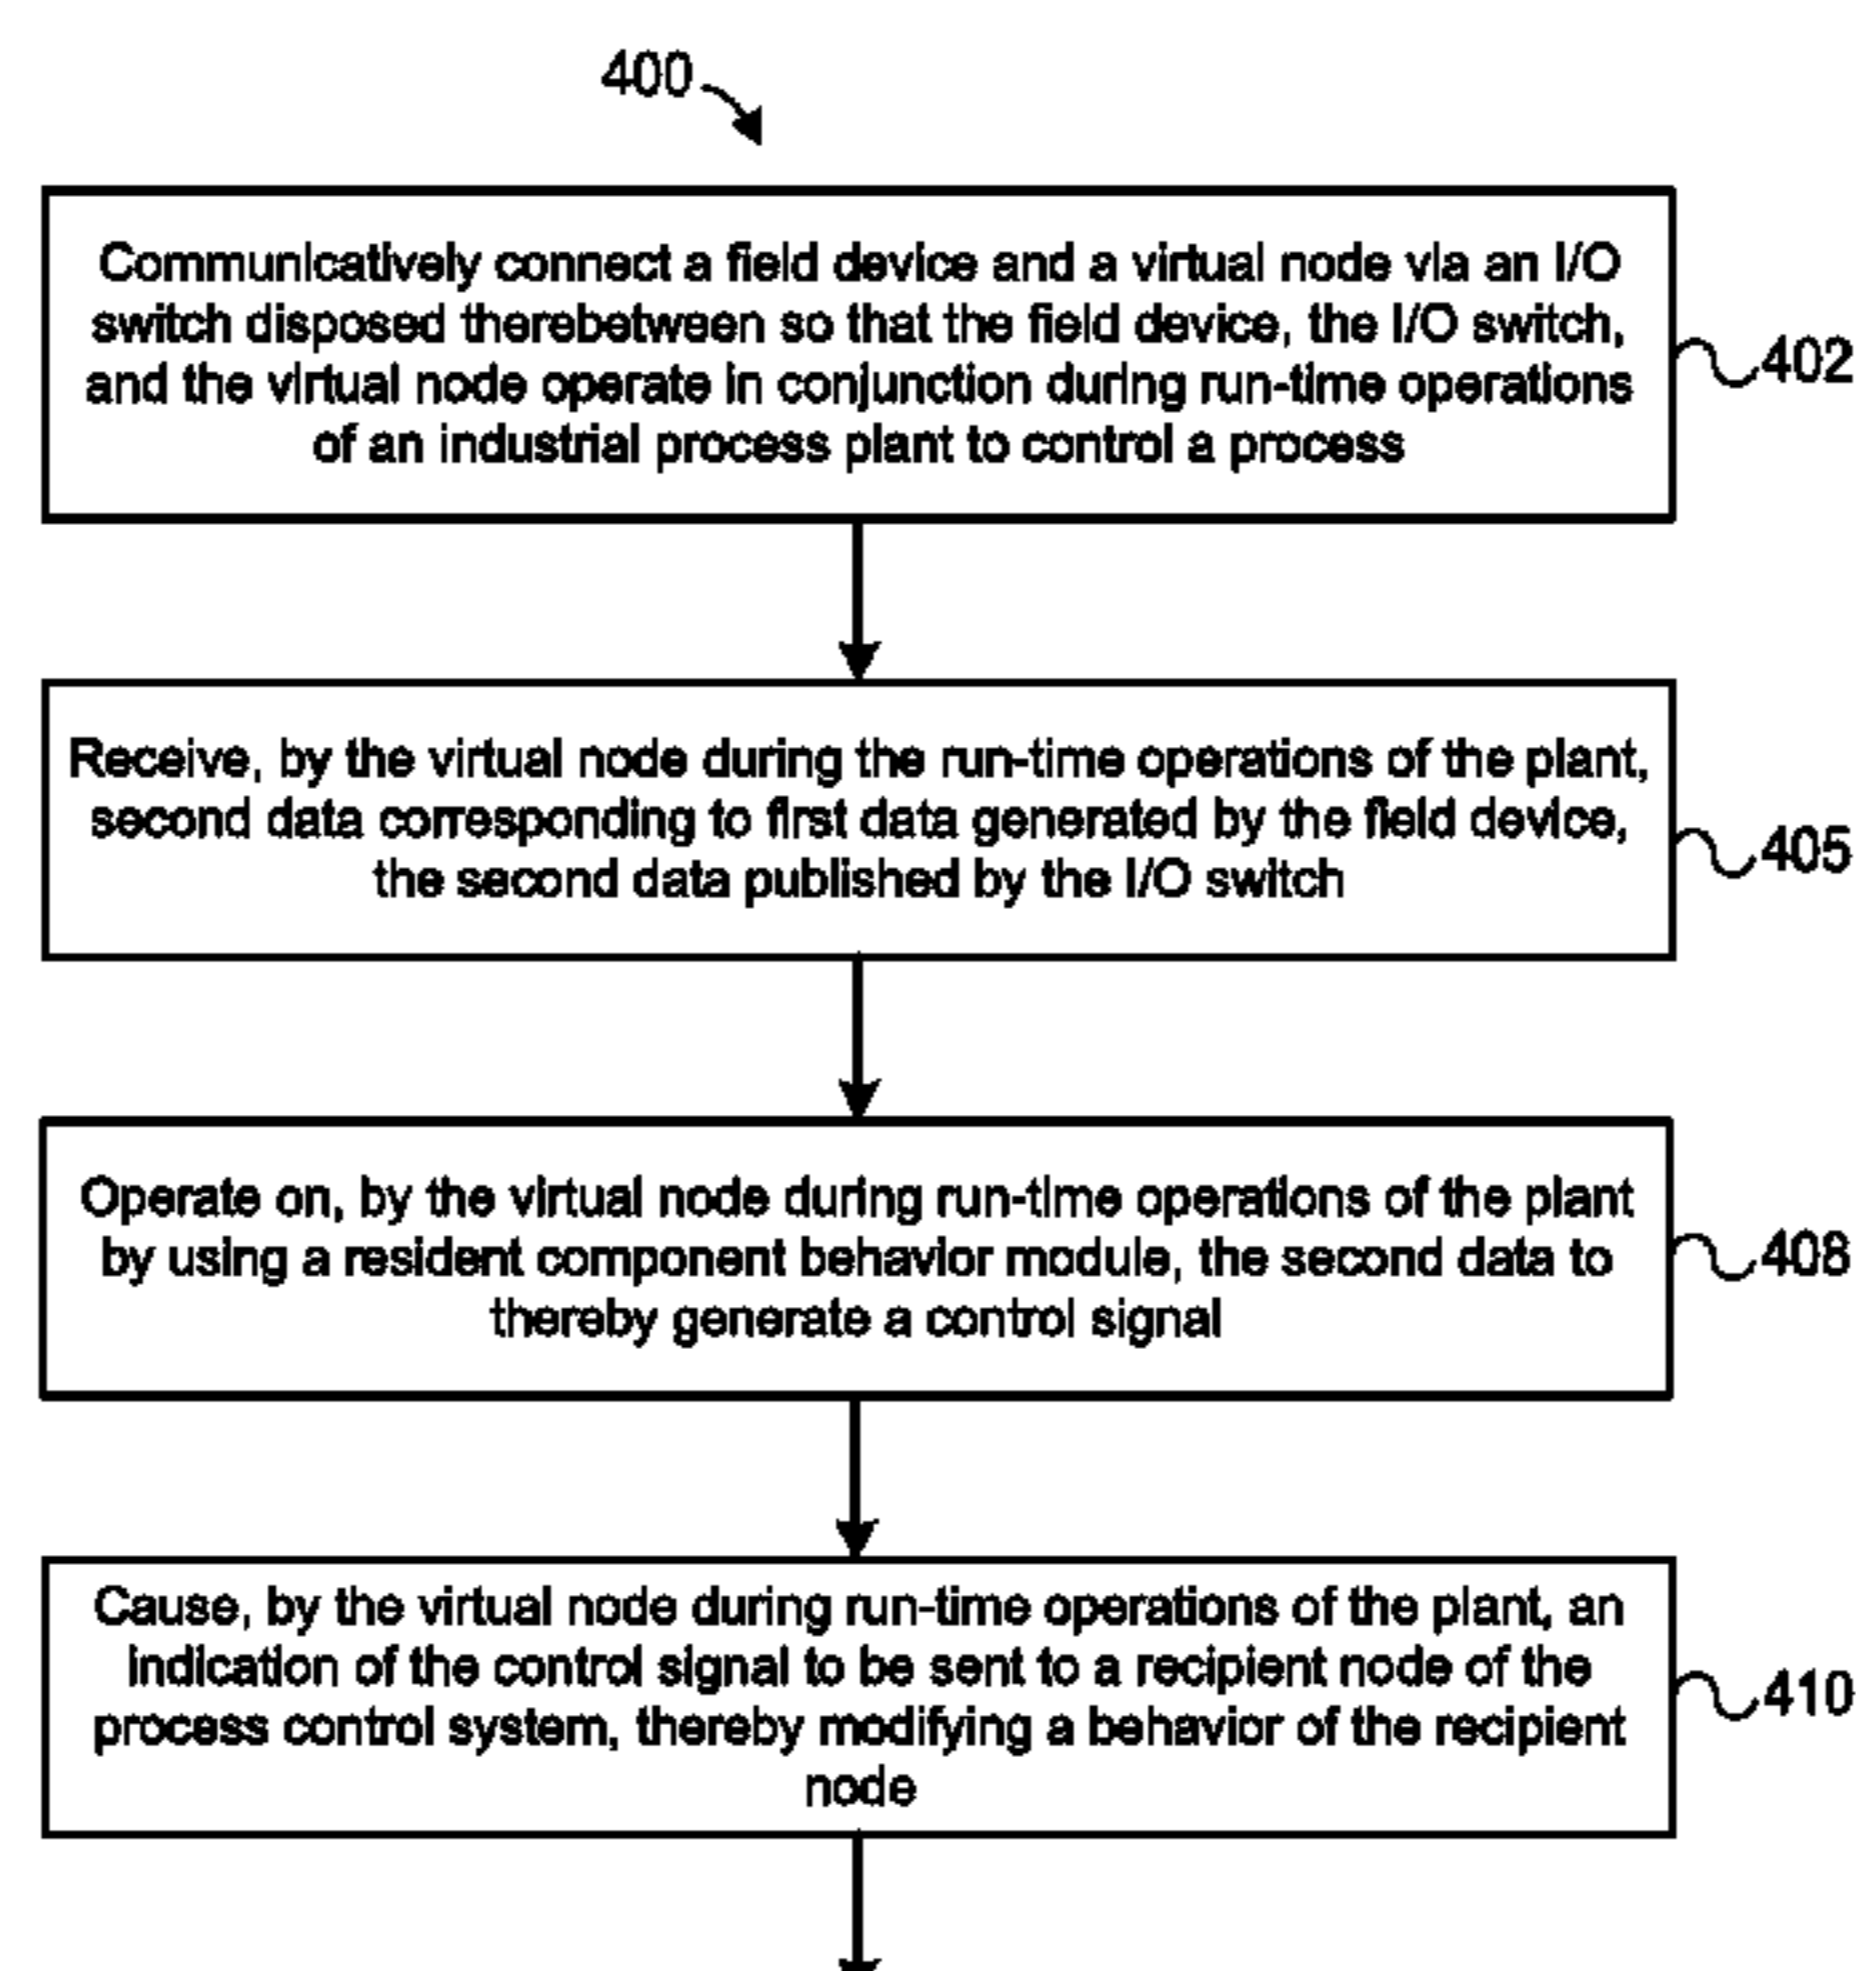 400
Communicatively connect a field device and a virtual node via an I/O
switch disposed therebetween so that the field device, the I/O switch,
and the virtual node operate in conjunction during run-time operations
of an industrial process plant to control a process
402
Receive, by the virtual node during the run-time operations of the plant,
second data corresponding to first data generated by the field device,
the second data published by the I/O switch
405
Operate on, by the virtual node during run-time operations of the plant
by using a resident component behavior module, the second data to
thereby generate a control signal
408
Cause, by the virtual node during run-time operations of the plant, an
indication of the control signal to be sent to a recipient node of the
process control system, thereby modifying a behavior of the recipient
node
410